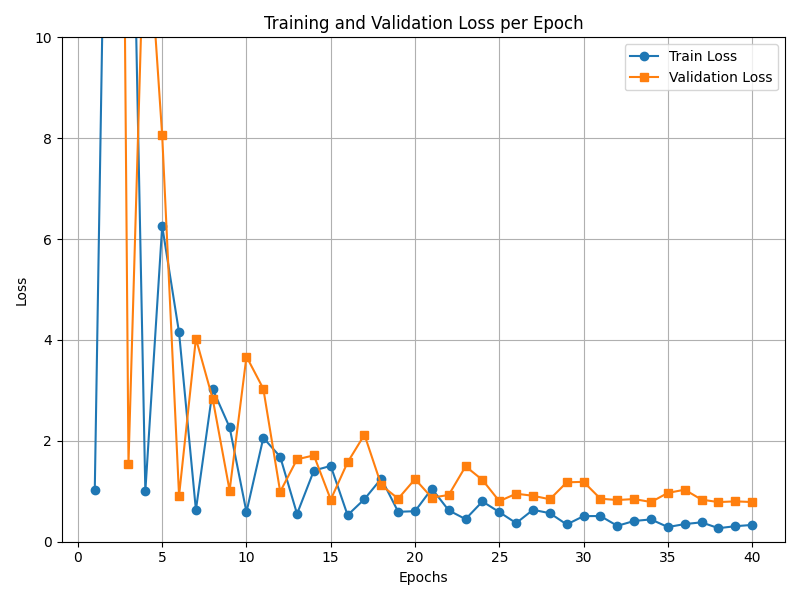 Training and Validation Loss per Epoch
Train Loss
Validation Loss
Loss
10
8
6
4
2
0
0 5 10 15 20 25 30 35 40
Epochs